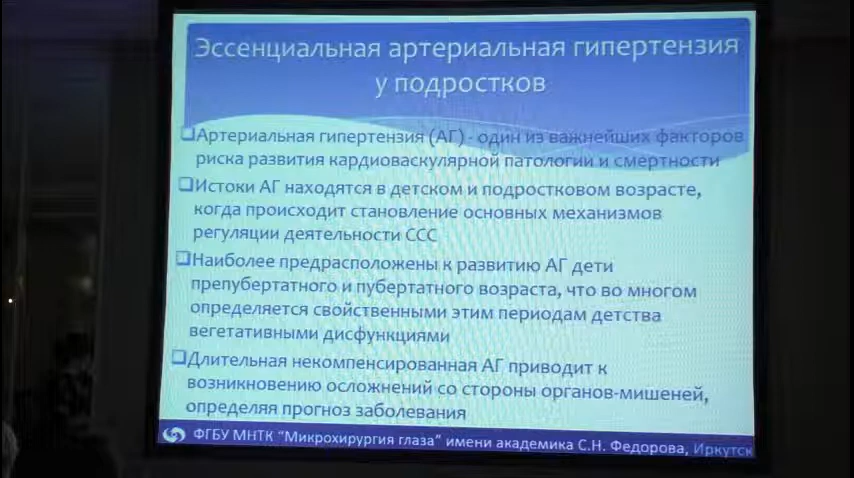 Эссенциальная артериальная гипертензия
у подростков
❑Артериальная гипертензия (АГ) - один из важнейших факторов
риска развития кардиоваскулярной патологии и смертности
❑Истоки АГ находятся в детском и подростковом возрасте,
когда происходит становление основных механизмов
регуляции деятельности ССС
❑Наиболее предрасположены к развитию АГ дети
препубертатного и пубертатного возраста, что во многом
определяется свойственными этим периодам детства
вегетативными дисфункциями
❑Длительная некомпенсированная АГ приводит к
возникновению осложнений со стороны органов-мишеней,
определяя прогноз заболевания
ФГБУ МНТК "Микрохирургия глаза" имени академика С.Н. Федорова, Иркутск